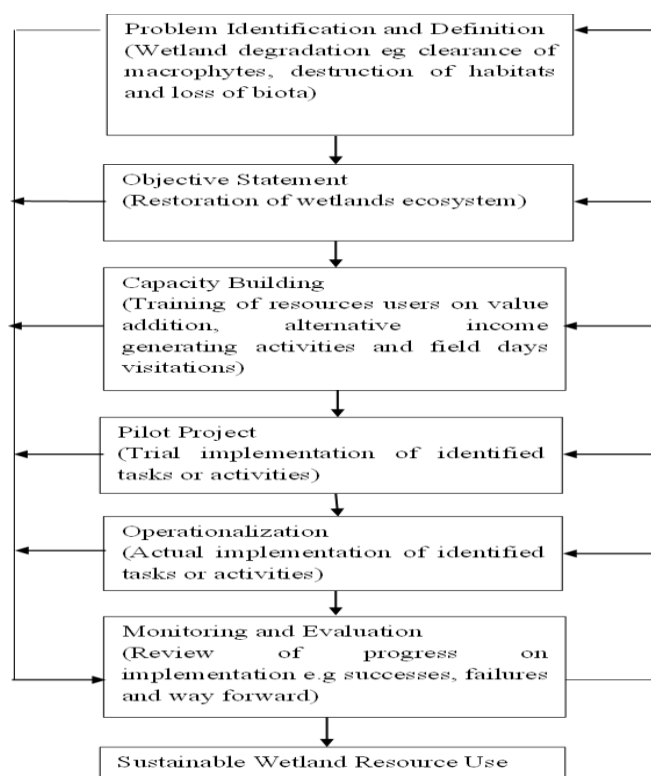 Problem Identification and Definition
(Wetland degradation eg clearance of
macrophytes, destruction of habitats
and loss of biota)
Objective Statement
(Restoration of wetlands ecosystem)
Capacity Building
(Training of resources users on value
addition, alternative income
generating activities and field days
visitations)
Pilot Project
(Trial implementation of identified
tasks or activities)
Operationalization
(Actual implementation of identified
tasks or activities)
Monitoring and Evaluation
(Review of progress on
implementation e.g successes, failures
and way forward)
Sustainable Wetland Resource Use